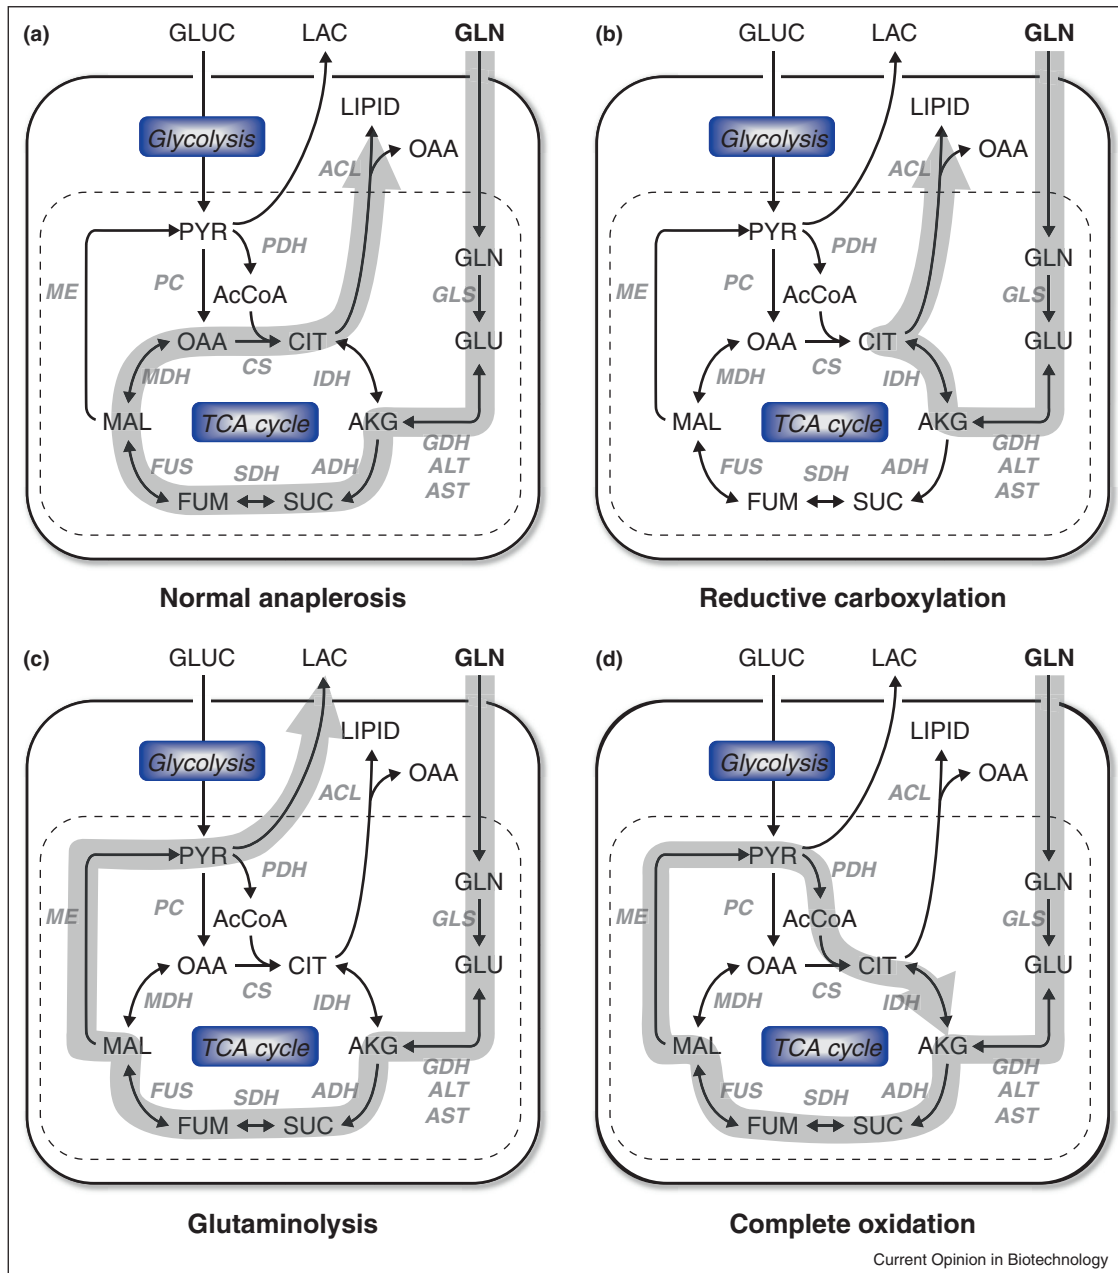 (a)
GLUC LAC GLN
LIPID
Glycolysis
OAA
ACL
PYR
PDH
GLN
ME PC
AcCoA
GLS
OAA CIT GLU
CS
MDH IDH
MAL TCA cycle AKG
GDH
FUS SDH ADH ALT
FUM SUC AST
Normal anaplerosis
(b)
GLUC LAC GLN
LIPID
Glycolysis
OAA
ACL
PYR
PDH
GLN
ME PC
AcCoA
GLS
OAA CIT GLU
CS
MDH IDH
MAL TCA cycle AKG
GDH
FUS SDH ADH ALT
FUM SUC AST
Reductive carboxylation
(c)
GLUC LAC GLN
LIPID
Glycolysis
OAA
ACL
PYR
PDH
GLN
ME PC
AcCoA
GLS
OAA CIT GLU
CS
MDH IDH
MAL TCA cycle AKG
GDH
FUS SDH ADH ALT
FUM SUC AST
Glutaminolysis
(d)
GLUC LAC GLN
LIPID
Glycolysis
OAA
ACL
PYR
PDH
GLN
ME PC
AcCoA
GLS
OAA CIT GLU
CS
MDH IDH
MAL TCA cycle AKG
GDH
FUS SDH ADH ALT
FUM SUC AST
Complete oxidation
Current Opinion in Biotechnology